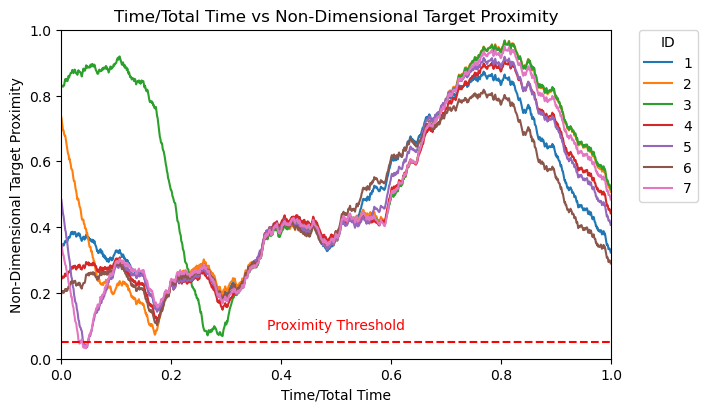 Time/Total Time vs Non-Dimensional Target Proximity
Non-Dimensional Target Proximity
1.0
0.8
0.6
0.4
0.2
0.0
Proximity Threshold
0.0 0.2 0.4 0.6 0.8 1.0
Time/Total Time
ID
1
2
3
4
5
6
7